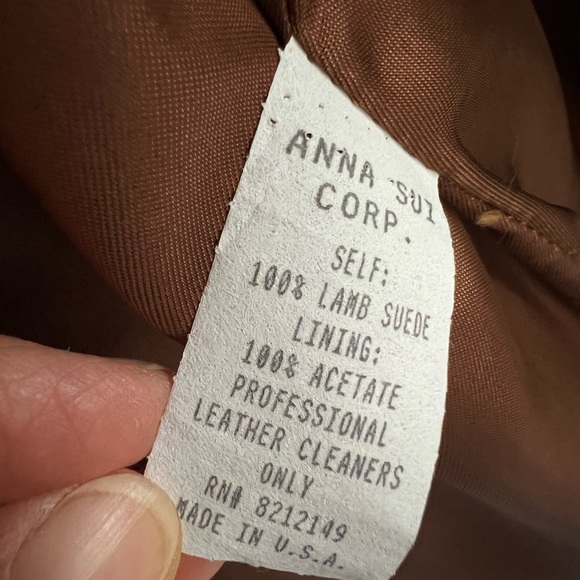 ANNA SUI
CORP.
SELF:
100% LAMB SUEDE
LINING:
100% ACETATE
PROFESSIONAL
LEATHER CLEANERS
ONLY
RN# 8212149
MADE IN U.S.A.